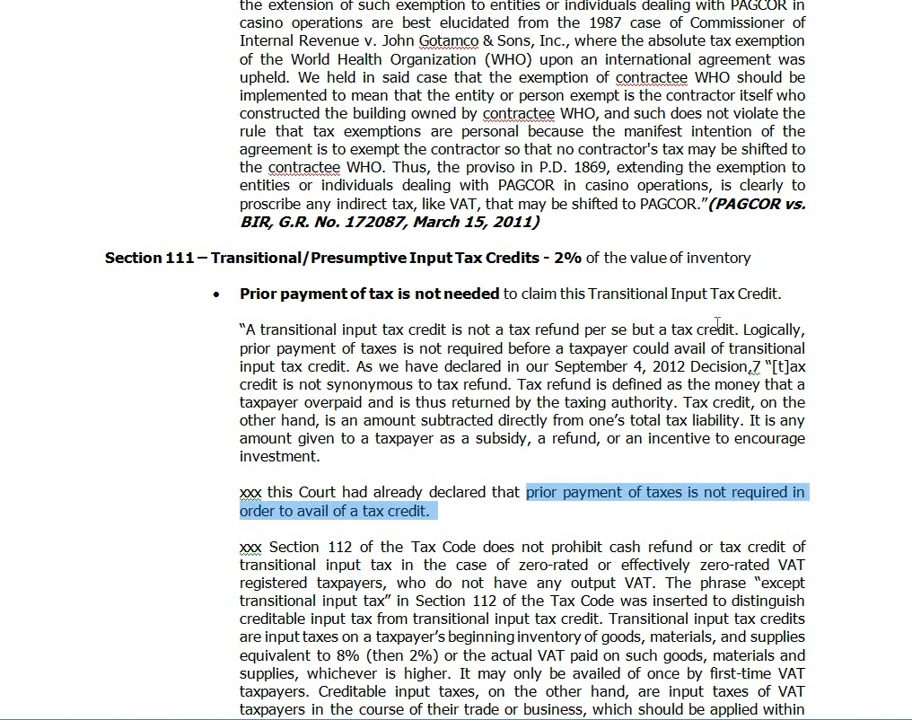 the extension of such exemption to entities or individuals dealing with PAGCOR in
casino operations are best elucidated from the 1987 case of Commissioner of
Internal Revenue v. John Gotamco & Sons, Inc., where the absolute tax exemption
of the World Health Organization (WHO) upon an international agreement was
upheld. We held in said case that the exemption of contractee WHO should be
implemented to mean that the entity or person exempt is the contractor itself who
constructed the building owned by contractee WHO, and such does not violate the
rule that tax exemptions are personal because the manifest intention of the
agreement is to exempt the contractor so that no contractor's tax may be shifted to
the contractee WHO. Thus, the proviso in P.D. 1869, extending the exemption to
entities or individuals dealing with PAGCOR in casino operations, is clearly to
proscribe any indirect tax, like VAT, that may be shifted to PAGCOR.”(PAGCOR vs.
BIR, G.R. No. 172087, March 15, 2011)
Section 111 – Transitional/Presumptive Input Tax Credits - 2% of the value of inventory
• Prior payment of tax is not needed to claim this Transitional Input Tax Credit.
“A transitional input tax credit is not a tax refund per se but a tax credit. Logically,
prior payment of taxes is not required before a taxpayer could avail of transitional
input tax credit. As we have declared in our September 4, 2012 Decision,7 “[t]ax
credit is not synonymous to tax refund. Tax refund is defined as the money that a
taxpayer overpaid and is thus returned by the taxing authority. Tax credit, on the
other hand, is an amount subtracted directly from one’s total tax liability. It is any
amount given to a taxpayer as a subsidy, a refund, or an incentive to encourage
investment.
xxx this Court had already declared that prior payment of taxes is not required in
order to avail of a tax credit.
xxx Section 112 of the Tax Code does not prohibit cash refund or tax credit of
transitional input tax in the case of zero-rated or effectively zero-rated VAT
registered taxpayers, who do not have any output VAT. The phrase “except
transitional input tax” in Section 112 of the Tax Code was inserted to distinguish
creditable input tax from transitional input tax credit. Transitional input tax credits
are input taxes on a taxpayer’s beginning inventory of goods, materials, and supplies
equivalent to 8% (then 2%) or the actual VAT paid on such goods, materials and
supplies, whichever is higher. It may only be availed of once by first-time VAT
taxpayers. Creditable input taxes, on the other hand, are input taxes of VAT
taxpayers in the course of their trade or business, which should be applied within